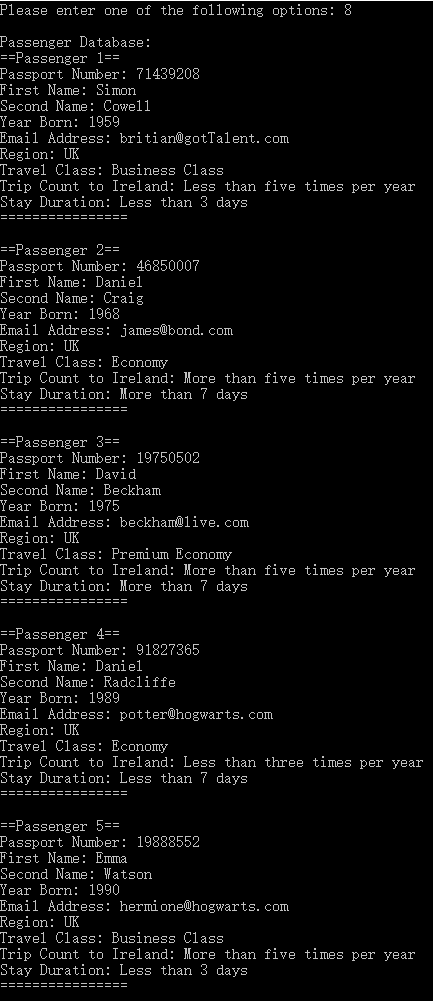 Please enter one of the following options: 8
Passenger Database:
==Passenger 1==
Passport Number: 71439208
First Name: Simon
Second Name: Cowell
Year Born: 1959
Email Address: britian@gotTalent.com
Region: UK
Travel Class: Business Class
Trip Count to Ireland: Less than five times per year
Stay Duration: Less than 3 days
================
==Passenger 2==
Passport Number: 46850007
First Name: Daniel
Second Name: Craig
Year Born: 1968
Email Address: james@bond.com
Region: UK
Travel Class: Economy
Trip Count to Ireland: More than five times per year
Stay Duration: More than 7 days
================
==Passenger 3==
Passport Number: 19750502
First Name: David
Second Name: Beckham
Year Born: 1975
Email Address: beckham@live.com
Region: UK
Travel Class: Premium Economy
Trip Count to Ireland: More than five times per year
Stay Duration: More than 7 days
================
==Passenger 4==
Passport Number: 91827365
First Name: Daniel
Second Name: Radcliffe
Year Born: 1989
Email Address: potter@hogwarts.com
Region: UK
Travel Class: Economy
Trip Count to Ireland: Less than three times per year
Stay Duration: Less than 7 days
================
==Passenger 5==
Passport Number: 19888552
First Name: Emma
Second Name: Watson
Year Born: 1990
Email Address: hermione@hogwarts.com
Region: UK
Travel Class: Business Class
Trip Count to Ireland: More than five times per year
Stay Duration: Less than 3 days
================